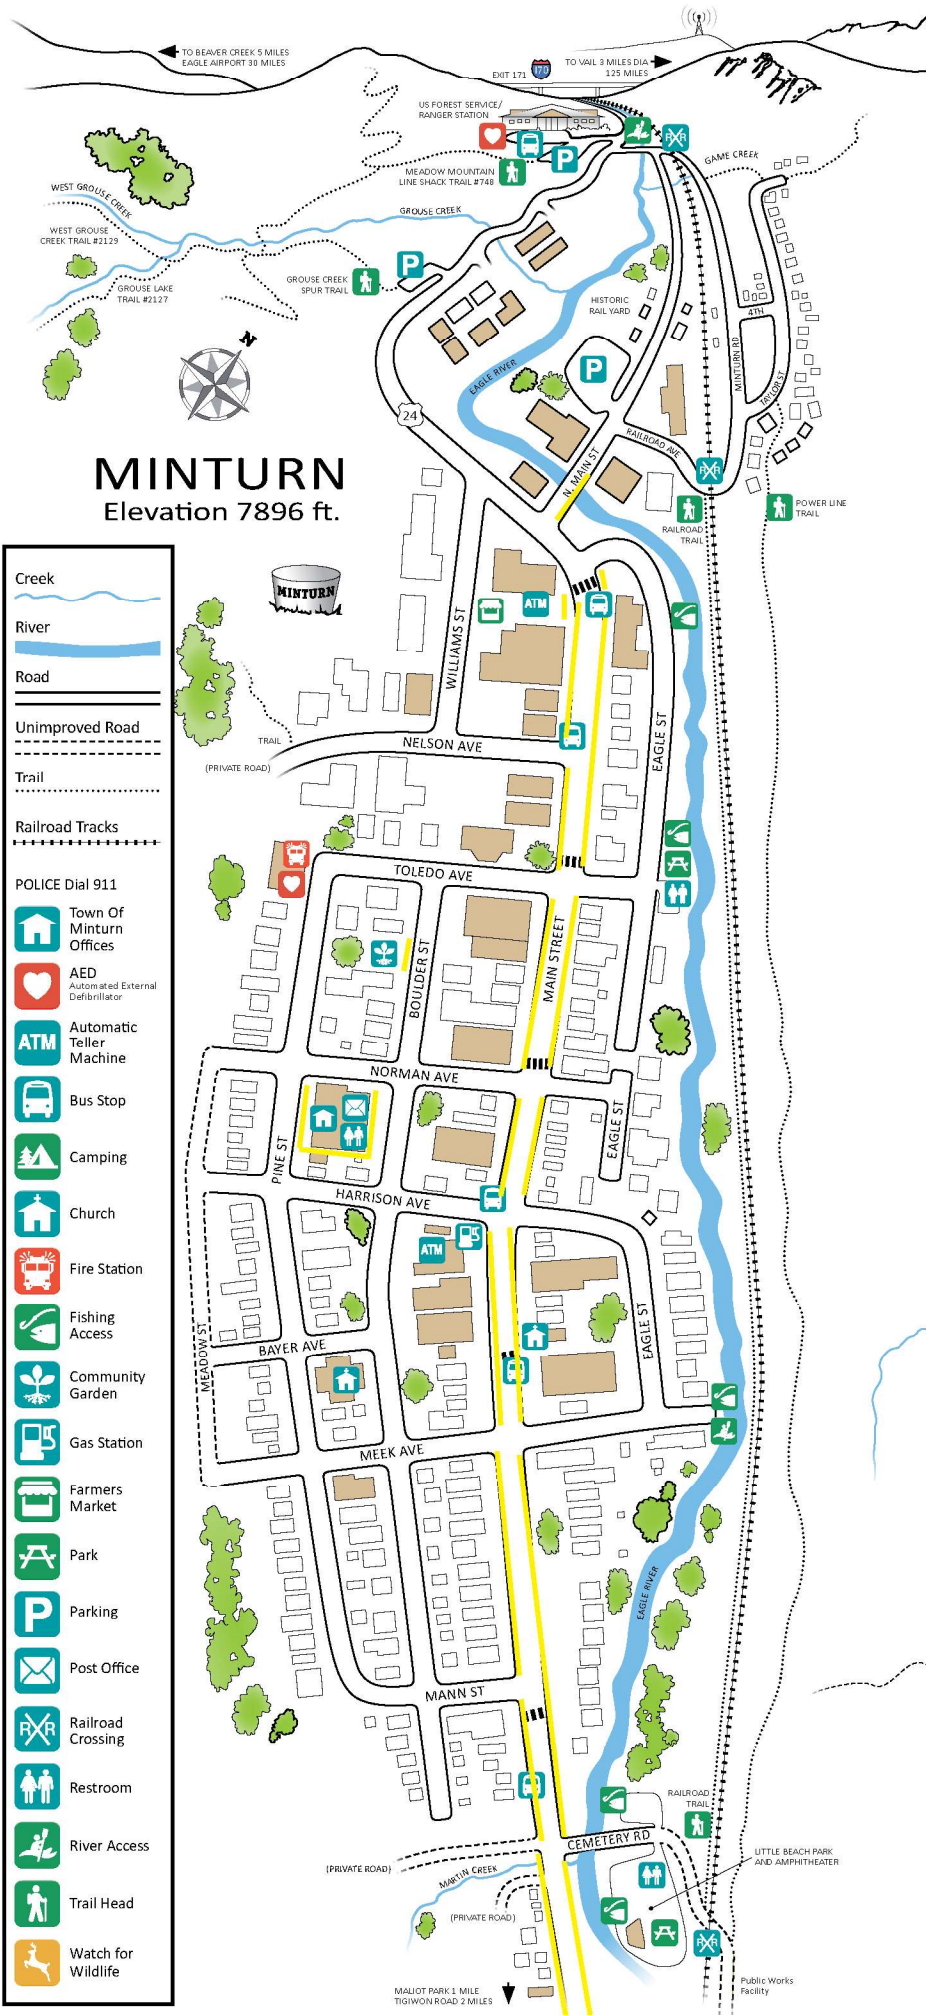 TO BEAVER CREEK 5 MILES
EAGLE AIRPORT 30 MILES
EXIT 171
I70
TO VAIL 3 MILES DIA
125 MILES
US FOREST SERVICE/
RANGER STATION
P
RXR
MEADOW MOUNTAIN
LINE SHACK TRAIL #748
GAME CREEK
WEST GROUSE CREEK
GROUSE CREEK
WEST GROUSE
CREEK TRAIL #2129
GROUSE LAKE
TRAIL #2127
GROUSE CREEK
SPUR TRAIL
P
HISTORIC
RAIL YARD
4TH
MINTURN RD
TAYLOR ST
N
EAGLE RIVER
P
24
RAILROAD AVE
N. MAIN ST
RXR
MINTURN
Elevation 7896 ft.
RAILROAD
TRAIL
POWER LINE
TRAIL
MINTURN
ATM
WILLIAMS ST
EAGLE ST
TRAIL
NELSON AVE
(PRIVATE ROAD)
TOLEDO AVE
BOULDER ST
MAIN STREET
NORMAN AVE
PINE ST
EAGLE ST
HARRISON AVE
ATM
MEADOW ST
BAYER AVE
EAGLE ST
MEEK AVE
EAGLE RIVER
MANN ST
RAILROAD
TRAIL
CEMETERY RD
LITTLE BEACH PARK
AND AMPHITEATER
(PRIVATE ROAD)
MARTIN CREEK
(PRIVATE ROAD)
RXR
MALIOT PARK 1 MILE
TIGIWON ROAD 2 MILES
Public Works
Facility
Creek
River
Road
Unimproved Road
Trail
Railroad Tracks
POLICE Dial 911
Town Of
Minturn
Offices
AED
Automated External
Defibrillator
ATM
Automatic
Teller
Machine
Bus Stop
Camping
Church
Fire Station
Fishing
Access
Community
Garden
Gas Station
Farmers
Market
Park
P
Parking
Post Office
RXR
Railroad
Crossing
Restroom
River Access
Trail Head
Watch for
Wildlife